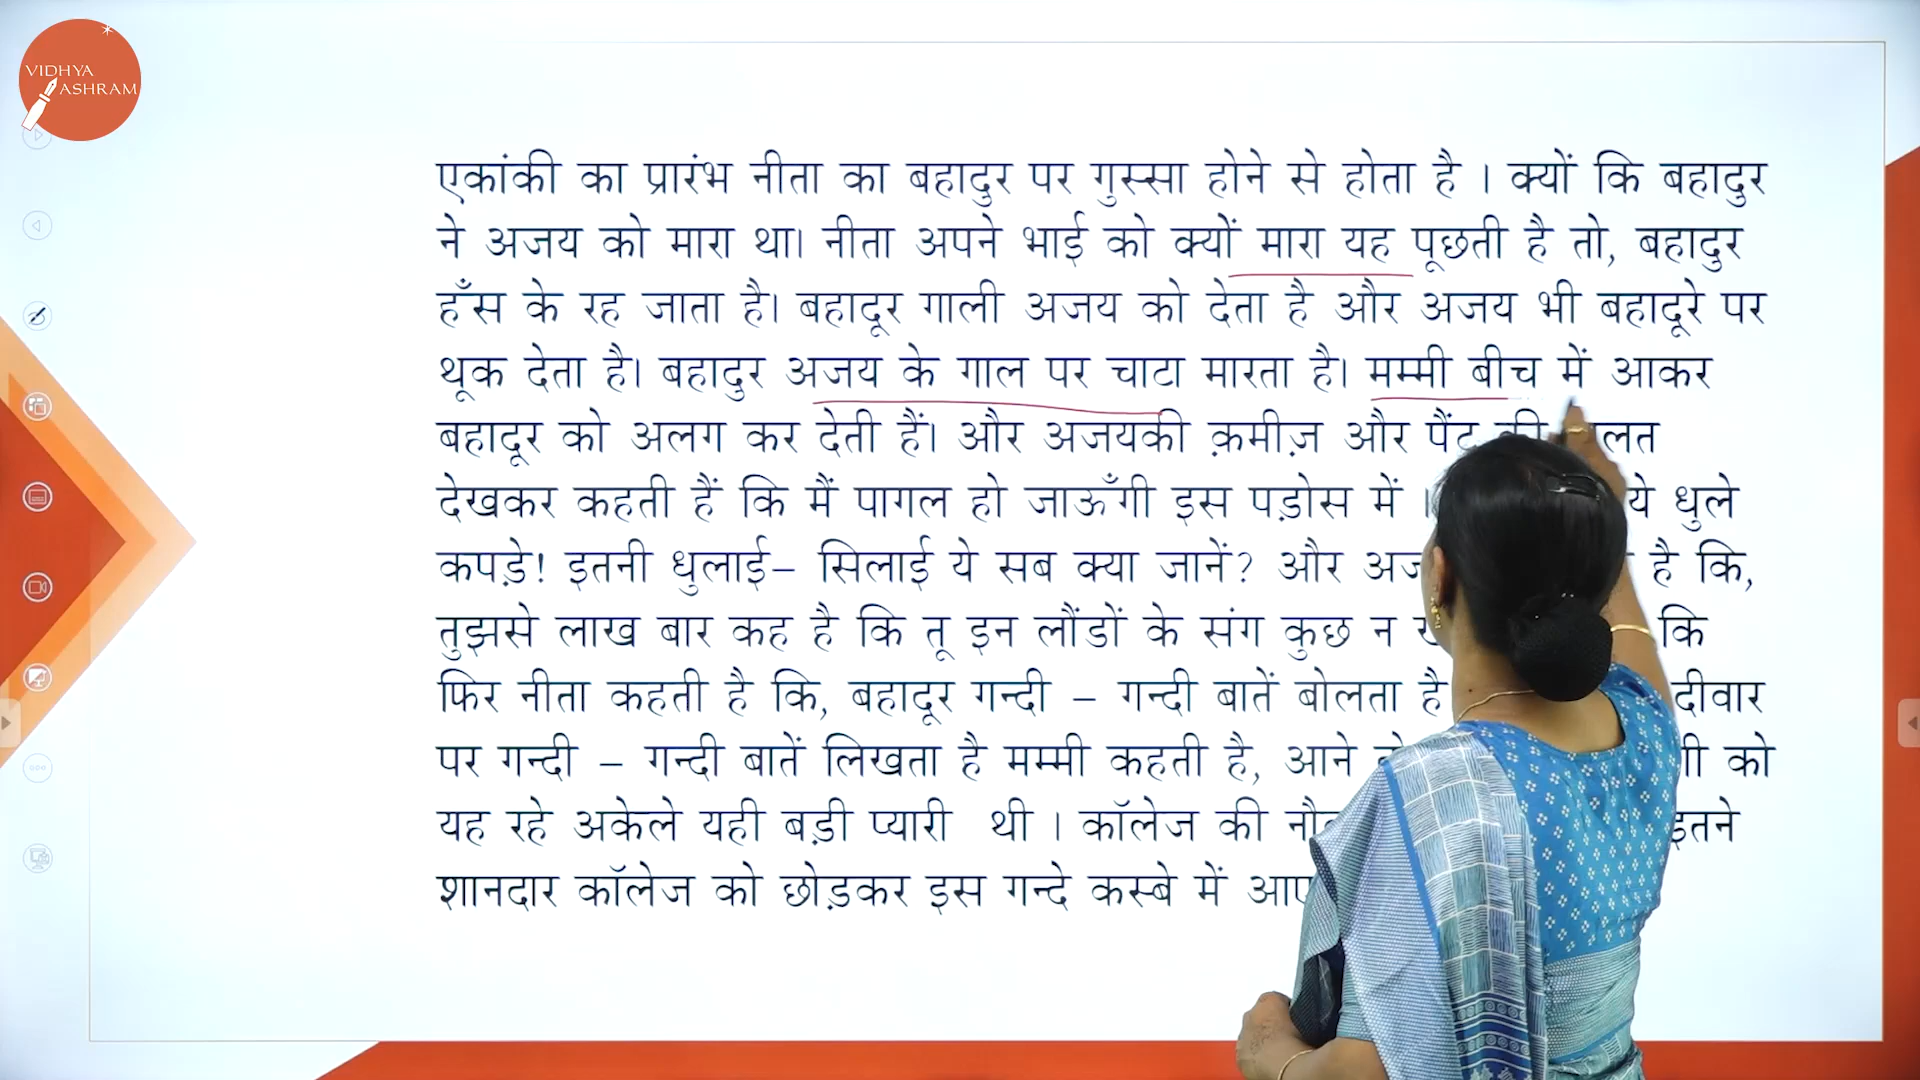 VIDHYA
ASHRAM
एकांकी का प्रारंभ नीता का बहादुर पर गुस्सा होने से होता है । क्यों कि बहादुर
ने अजय को मारा था। नीता अपने भाई को क्यों मारा यह पूछती है तो, बहादुर
हँस के रह जाता है। बहादूर गाली अजय को देता है और अजय भी बहादूरे पर
थूक देता है। बहादुर अजय के गाल पर चाटा मारता है। मम्मी बीच में आकर
बहादूर को अलग कर देती हैं। और अजयकी क़मीज़ और पैंट की
देखकर कहती हैं कि मैं पागल हो जाऊँगी इस पड़ोस में । ये धुले
कपड़े! इतनी धुलाई– सिलाई ये सब क्या जानें? और है कि,
तुझसे लाख बार कह है कि तू इन लौंडों के संग कुछ न कि
फिर नीता कहती है कि, बहादूर गन्दी – गन्दी बातें बोलता है दीवार
पर गन्दी – गन्दी बातें लिखता है मम्मी कहती है, आने को
यह रहे अकेले यही बड़ी प्यारी थी । कॉलेज की इतने
शानदार कॉलेज को छोड़कर इस गन्दे कस्बे में